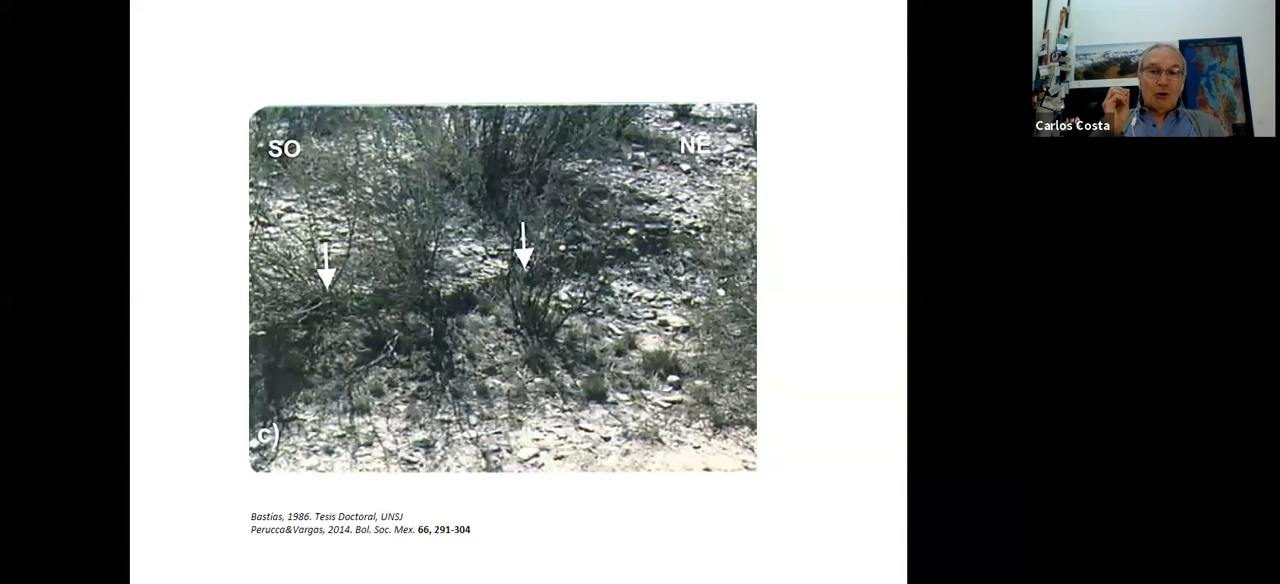 SO
NE
c)
Bastías, 1986. Tesis Doctoral, UNSJ
Perucca&Vargas, 2014. Bol. Soc. Mex. 66, 291-304
Carlos Costa